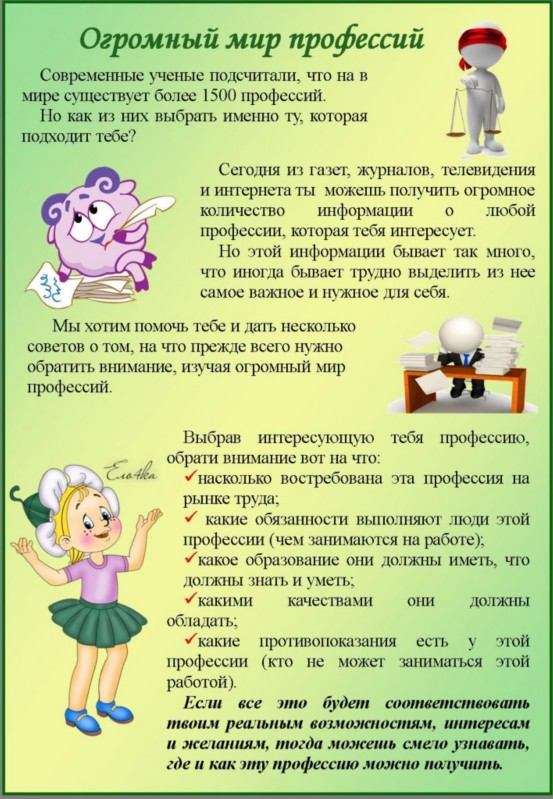 Огромный мир профессий
Современные ученые подсчитали, что на в
мире существует более 1500 профессий.
Но как из них выбрать именно ту, которая
подходит тебе?
Сегодня из газет, журналов, телевидения
и интернета ты можешь получить огромное
количество информации о любой
профессии, которая тебя интересует.
Но этой информации бывает так много,
что иногда бывает трудно выделить из нее
самое важное и нужное для себя.
Мы хотим помочь тебе и дать несколько
советов о том, на что прежде всего нужно
обратить внимание, изучая огромный мир
профессий.
Выбрав интересующую тебя профессию,
обрати внимание вот на что:
✓насколько востребована эта профессия на
рынке труда;
✓ какие обязанности выполняют люди этой
профессии (чем занимаются на работе);
✓какое образование они должны иметь, что
должны знать и уметь;
✓какими качествами они должны
обладать;
✓какие противопоказания есть у этой
профессии (кто не может заниматься этой
работой).
Если все это будет соответствовать
твоим реальным возможностям, интересам
и желаниям, тогда можешь смело узнавать,
где и как эту профессию можно получить.
Ело4ka